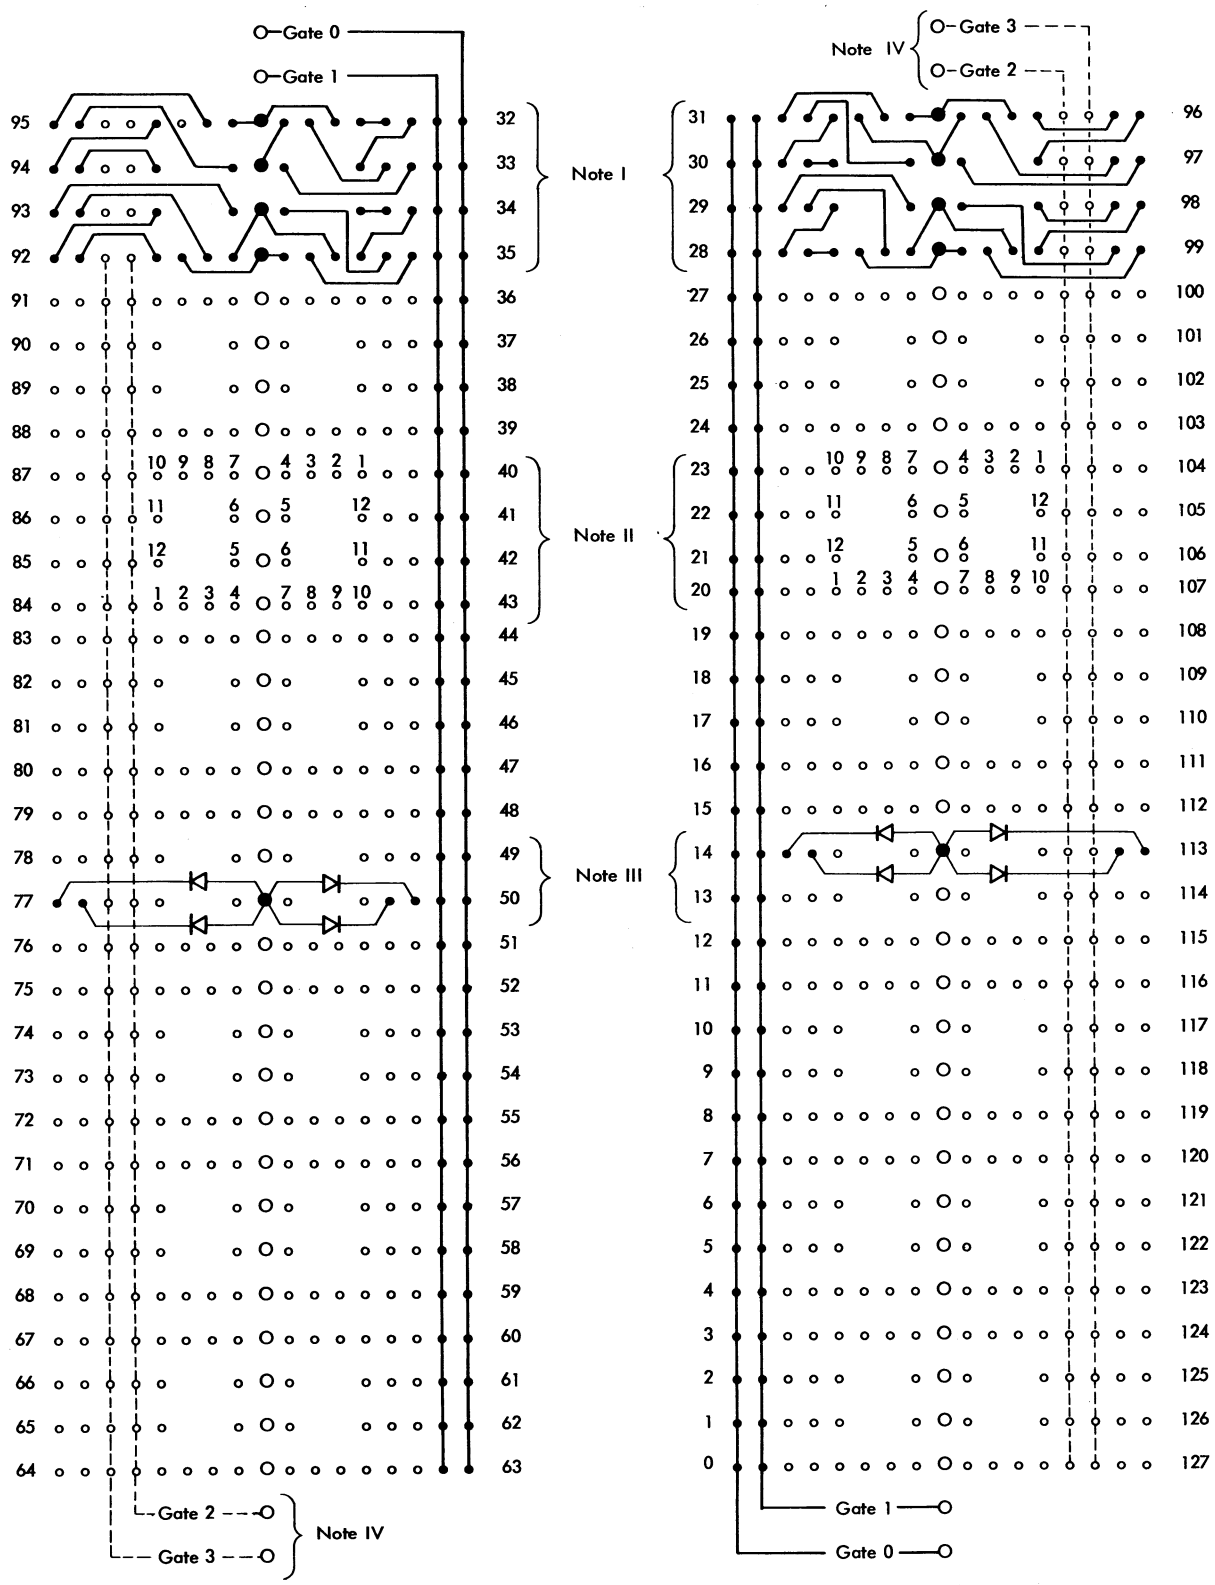 Gate 0
Gate 1
Note IV
Gate 3
Gate 2
95 32 31 96
94 33 Note I 30 97
93 34 29 98
92 35 28 99
91 36 27 100
90 37 26 101
89 38 25 102
88 39 24 103
10 9 8 7 4 3 2 1 10 9 8 7 4 3 2 1
87 40 23 104
11 6 5 12 11 6 5 12
86 41 22 105
Note II
12 5 6 11 12 5 6 11
85 42 21 106
1 2 3 4 7 8 9 10 1 2 3 4 7 8 9 10
84 43 20 107
83 44 19 108
82 45 18 109
81 46 17 110
80 47 16 111
79 48 15 112
78 49 14 113
Note III
77 50 13 114
76 51 12 115
75 52 11 116
74 53 10 117
73 54 9 118
72 55 8 119
71 56 7 120
70 57 6 121
69 58 5 122
68 59 4 123
67 60 3 124
66 61 2 125
65 62 1 126
64 63 0 127
Gate 2
Note IV
Gate 3
Gate 1
Gate 0